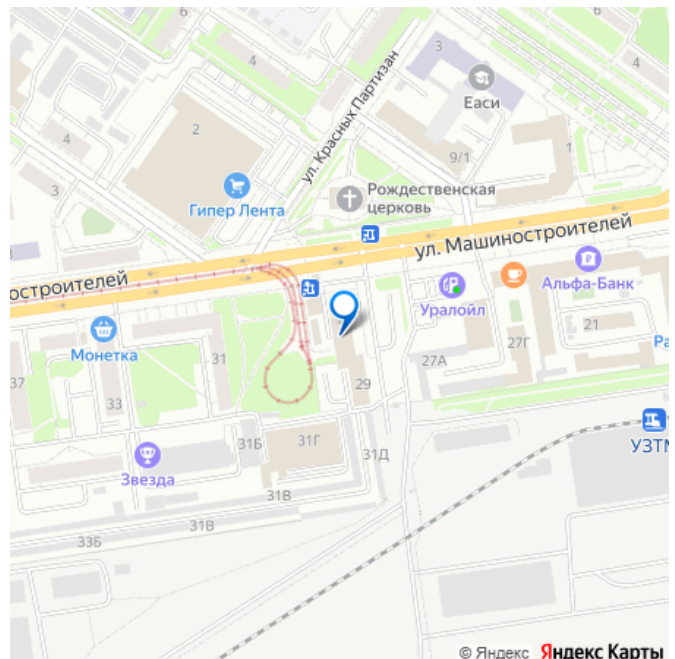 6
6
4
3
Еаси
ул. Красных Партизан
2
4
3
9/1
1
Гипер Лента
Рождественская
церковь
ул. Машиностроителей
остроителей
Альфа-Банк
Уралойл
Монетка
37
31
33
27А
27Г
21
Ра
29
УЗТМ
31Б
31Г
31Д
Звезда
31В
31В
33Б
© Яндекс Яндекс Карты